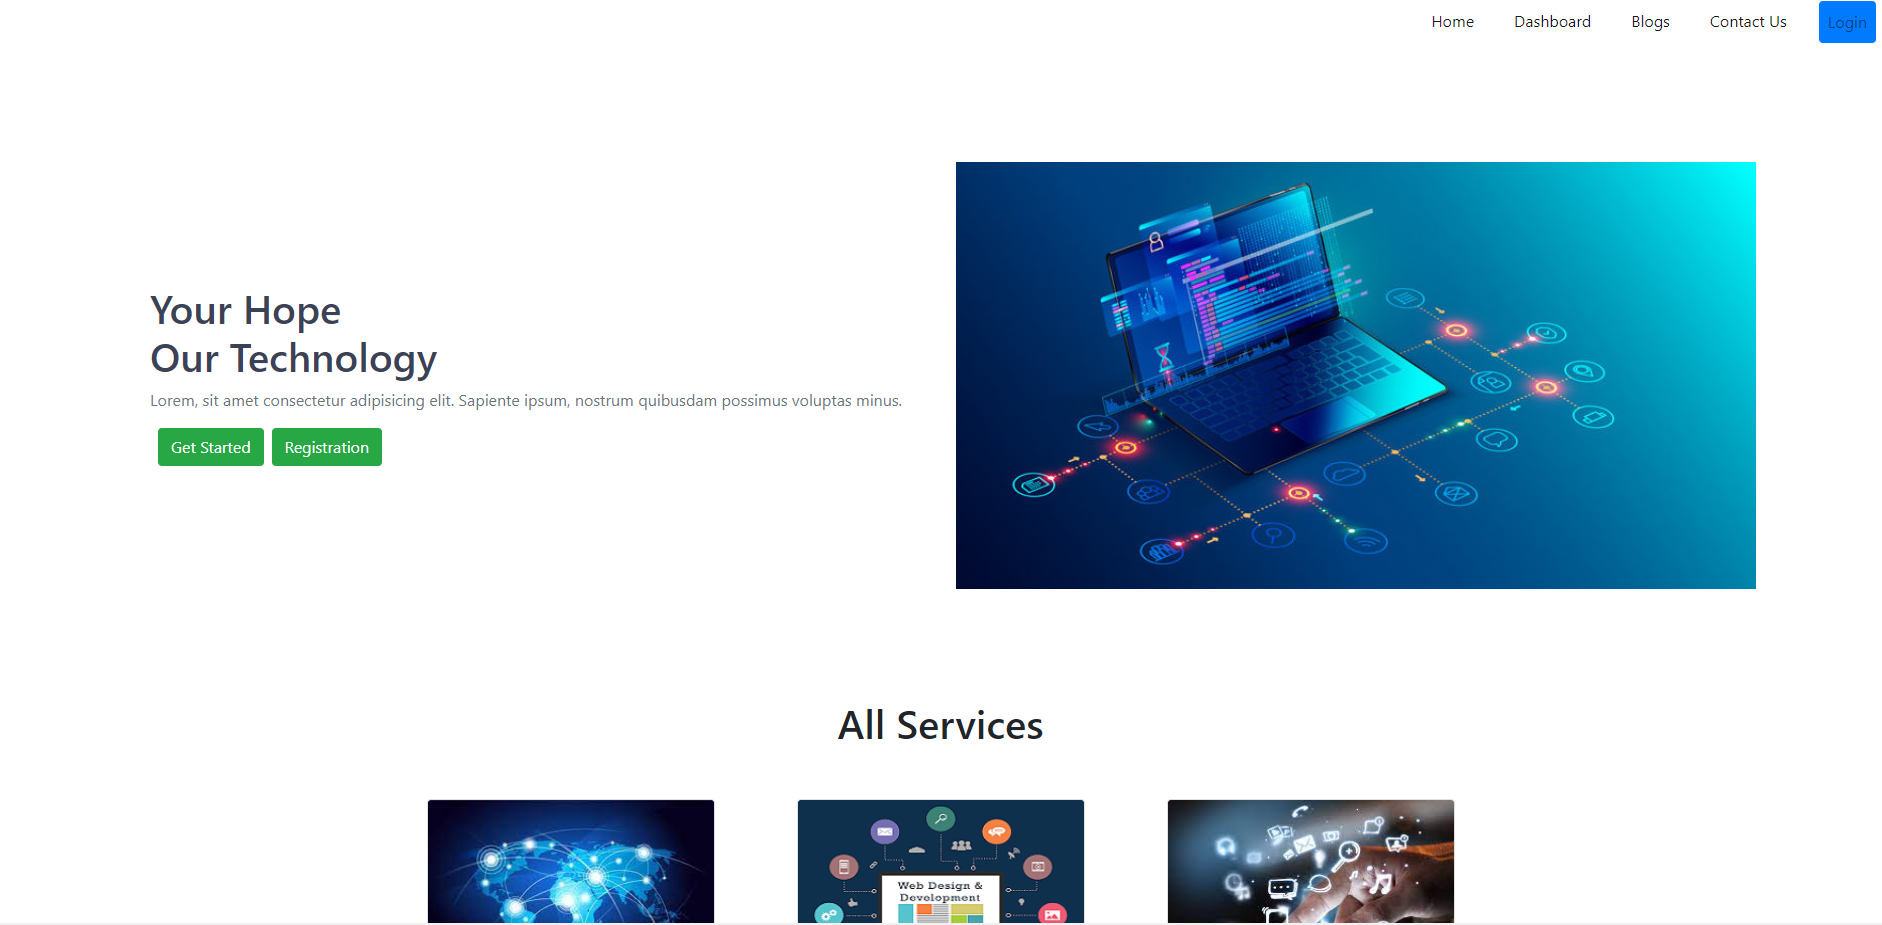 Home Dashboard Blogs Contact Us Login
Your Hope
Our Technology
Lorem, sit amet consectetur adipisicing elit. Sapiente ipsum, nostrum quibusdam possimus voluptas minus.
Get Started Registration
All Services
Web Design &
Development